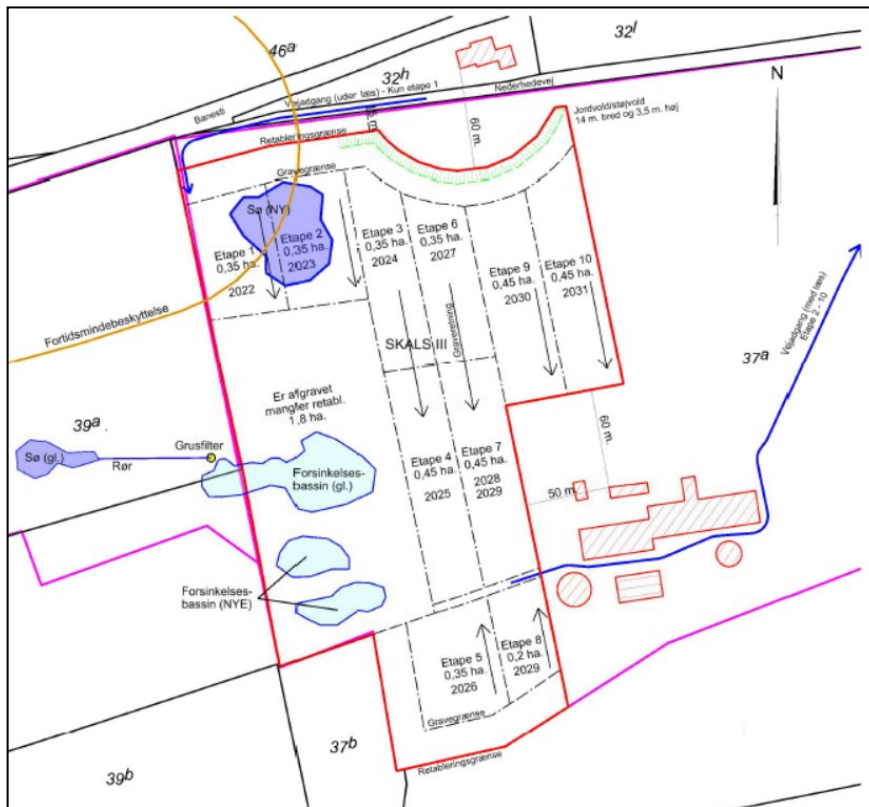 46a
32l
32h
Banesti
Vejadgang (uder læs) - Kun etape 1
Nederhedevej
N
15 m.
60 m.
Jordvold/støjvold
14 m. bred og 3,5 m. høj
Retableringsgrænse
Gravegrænse
Sø (NY)
Etape 1
0,35 ha.
2022
Etape 2
0,35 ha.
2023
Etape 3
0,35 ha.
2024
Etape 6
0,35 ha.
2027
Etape 9
0,45 ha.
2030
Etape 10
0,45 ha.
2031
Gravretning
SKALS III
Fortidsmindebeskyttelse
Vejadgang (med læs)
Etape 2 - 10
37a
39a
Er afgravet
mangler retabl.
1,8 ha.
Sø (gl.)
Rør
Grusfilter
Forsinkelses-
bassin (gl.)
Etape 4
0,45 ha.
2025
Etape 7
0,45 ha.
2028
2029
60 m.
50 m.
Forsinkelses-
bassin (NYE)
Etape 5
0,35 ha.
2026
Etape 8
0,2 ha.
2029
Gravegrænse
Retableringsgrænse
37b
39b